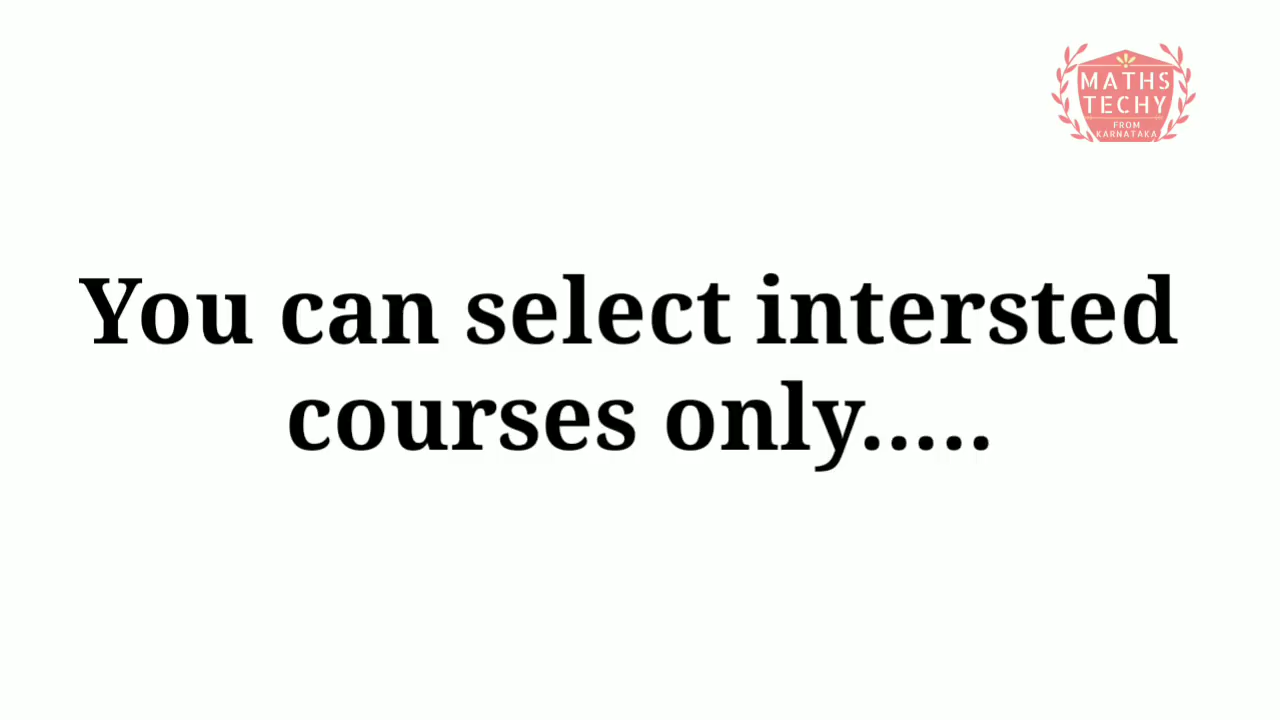 MATHS
TECHY
FROM
KARNATAKA
You can select intersted
courses only.....